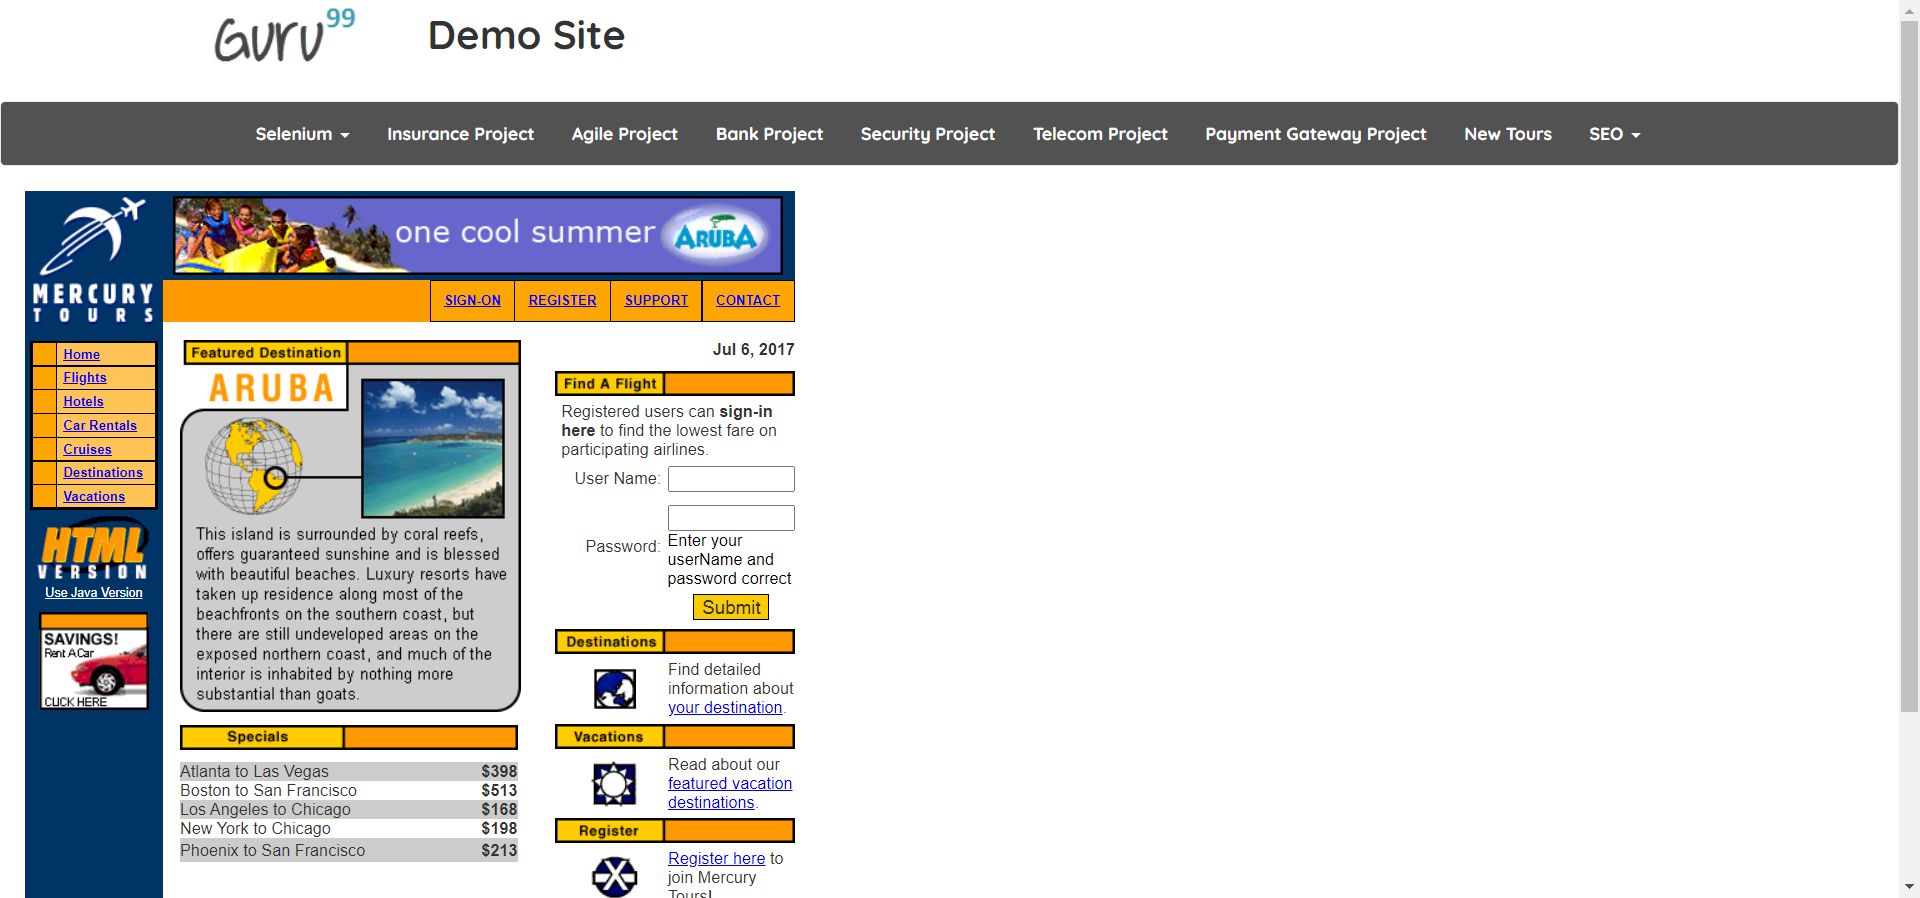 Guru99
Demo Site
Selenium
Insurance Project
Agile Project
Bank Project
Security Project
Telecom Project
Payment Gateway Project
New Tours
SEO
MERCURY
TOURS
one cool summer
ARUBA
SIGN-ON
REGISTER
SUPPORT
CONTACT
Home
Flights
Hotels
Car Rentals
Cruises
Destinations
Vacations
HTML
VERSION
Use Java Version
SAVINGS!
Rent A Car
CLICK HERE
Featured Destination
ARUBA
This island is surrounded by coral reefs,
offers guaranteed sunshine and is blessed
with beautiful beaches. Luxury resorts have
taken up residence along most of the
beachfronts on the southern coast, but
there are still undeveloped areas on the
exposed northern coast, and much of the
interior is inhabited by nothing more
substantial than goats.
Specials
Atlanta to Las Vegas $398
Boston to San Francisco $513
Los Angeles to Chicago $168
New York to Chicago $198
Phoenix to San Francisco $213
Jul 6, 2017
Find A Flight
Registered users can sign-in
here to find the lowest fare on
participating airlines.
User Name:
Password:
Enter your
userName and
password correct
Submit
Destinations
Find detailed
information about
your destination.
Vacations
Read about our
featured vacation
destinations.
Register
Register here to
join Mercury
Tours!